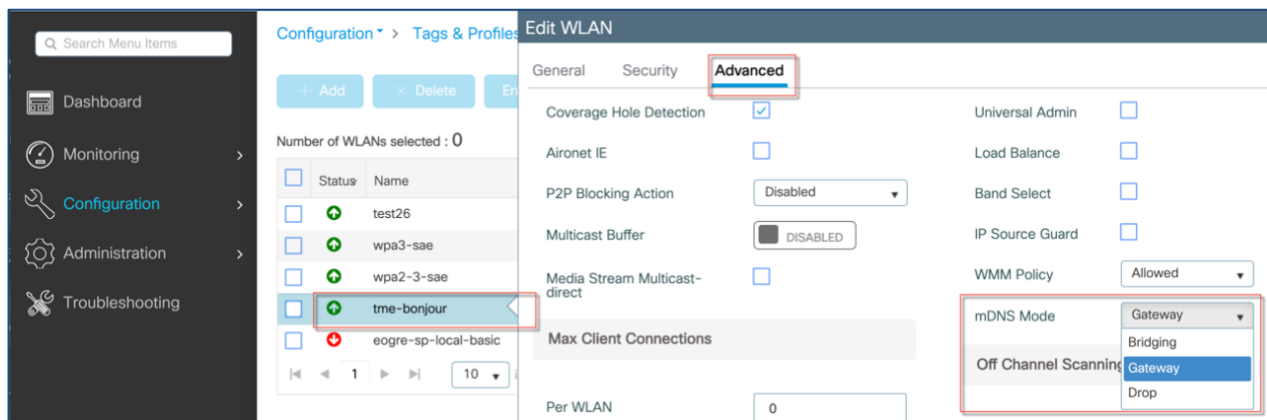 Search Menu Items
Dashboard
Monitoring
Configuration
Administration
Troubleshooting
Configuration > Tags & Profiles
+ Add
× Delete
En
Number of WLANs selected : 0
Status Name
test26
wpa3-sae
wpa2-3-sae
tme-bonjour
eogre-sp-local-basic
1
10
Edit WLAN
General Security Advanced
Coverage Hole Detection
Aironet IE
P2P Blocking Action Disabled
Multicast Buffer DISABLED
Media Stream Multicast-
direct
Max Client Connections
Per WLAN 0
Universal Admin
Load Balance
Band Select
IP Source Guard
WMM Policy Allowed
mDNS Mode Gateway
Bridging
Off Channel Scanning Gateway
Drop